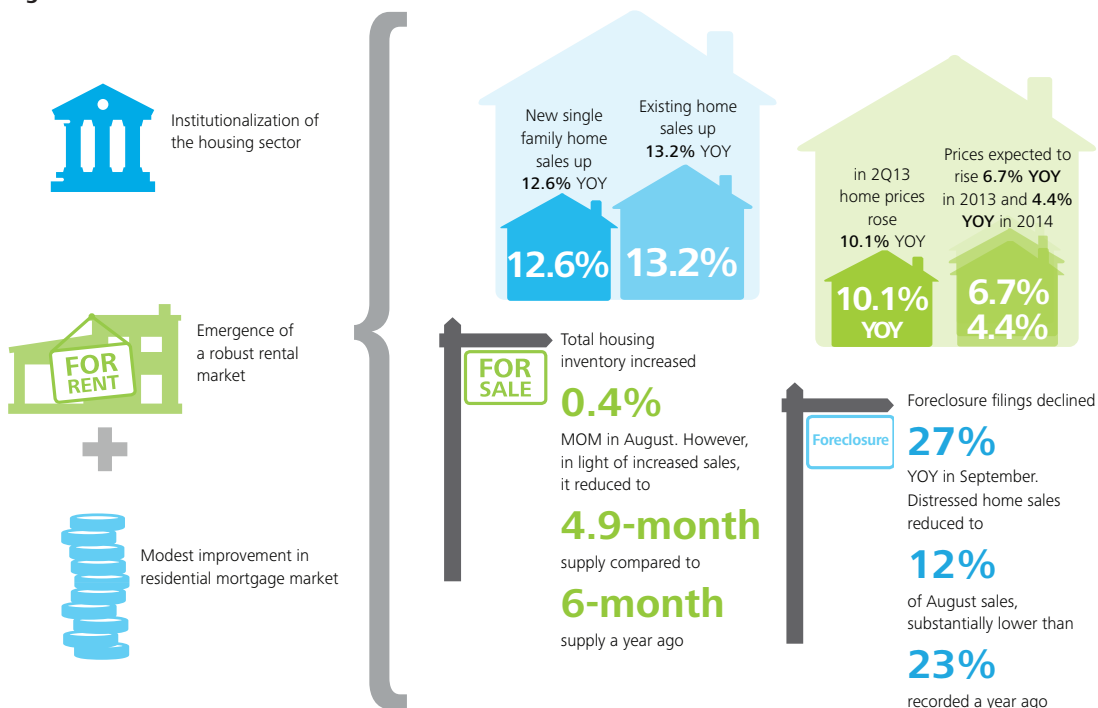 Institutionalization of
the housing sector
FOR
RENT
Emergence of
a robust rental
market
Modest improvement in
residential mortgage market
New single
family home
sales up
12.6% YOY
12.6%
Existing home
sales up
13.2% YOY
13.2%
in 2Q13
home prices
rose
10.1% YOY
10.1%
YOY
Prices expected to
rise 6.7% YOY
in 2013 and 4.4%
YOY in 2014
6.7%
4.4%
FOR
SALE
Total housing
inventory increased
0.4%
MOM in August. However,
in light of increased sales,
it reduced to
4.9-month
supply compared to
6-month
supply a year ago
Foreclosure
Foreclosure filings declined
27%
YOY in September.
Distressed home sales
reduced to
12%
of August sales,
substantially lower than
23%
recorded a year ago